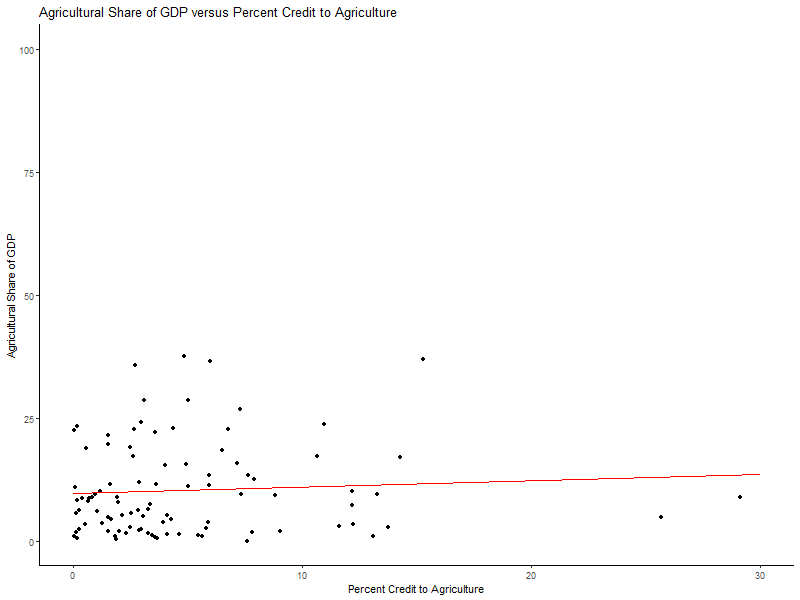 Agricultural Share of GDP versus Percent Credit to Agriculture
100
75
50
25
0
Agricultural Share of GDP
0 10 20 30
Percent Credit to Agriculture